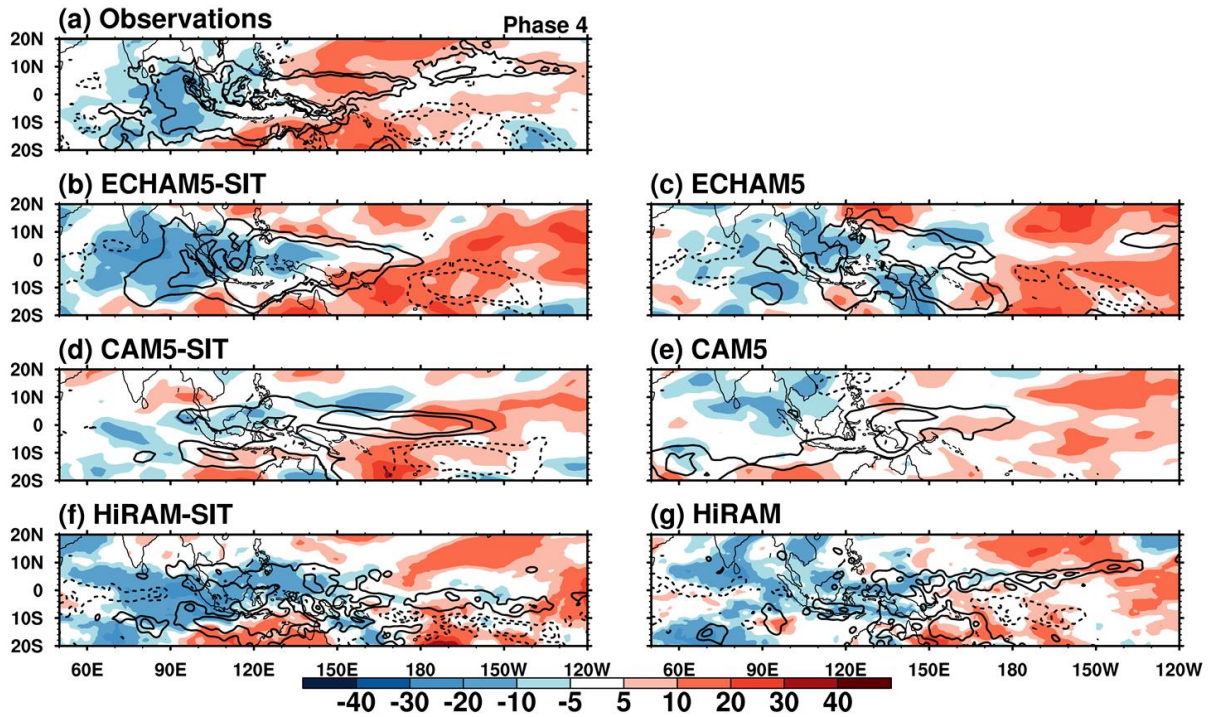 (a) Observations
Phase 4
20N
10N
0
10S
20S
(b) ECHAM5-SIT
(c) ECHAM5
20N
10N
0
10S
20S
20N
10N
0
10S
20S
(d) CAM5-SIT
(e) CAM5
20N
10N
0
10S
20S
20N
10N
0
10S
20S
(f) HiRAM-SIT
(g) HiRAM
20N
10N
0
10S
20S
20N
10N
0
10S
20S
60E 90E 120E 150E 180 150W 120W
60E 90E 120E 150E 180 150W 120W
-40 -30 -20 -10 -5 5 10 20 30 40